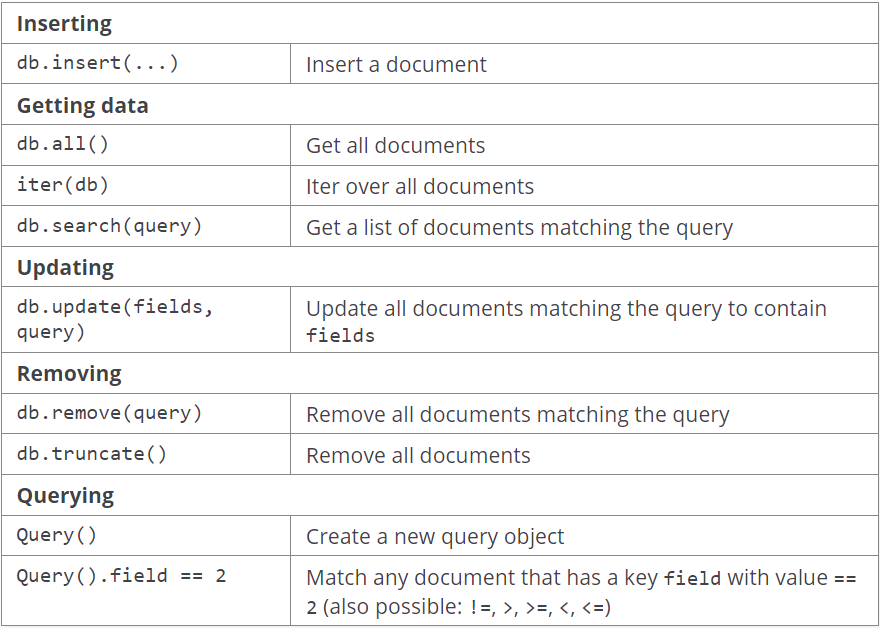 Inserting
db.insert(...) Insert a document
Getting data
db.all() Get all documents
iter(db) Iter over all documents
db.search(query) Get a list of documents matching the query
Updating
db.update(fields,
query)
Update all documents matching the query to contain
fields
Removing
db.remove(query) Remove all documents matching the query
db.truncate() Remove all documents
Querying
Query() Create a new query object
Query().field == 2
Match any document that has a key field with value ==
2 (also possible: !=, >, >=, <, <=)